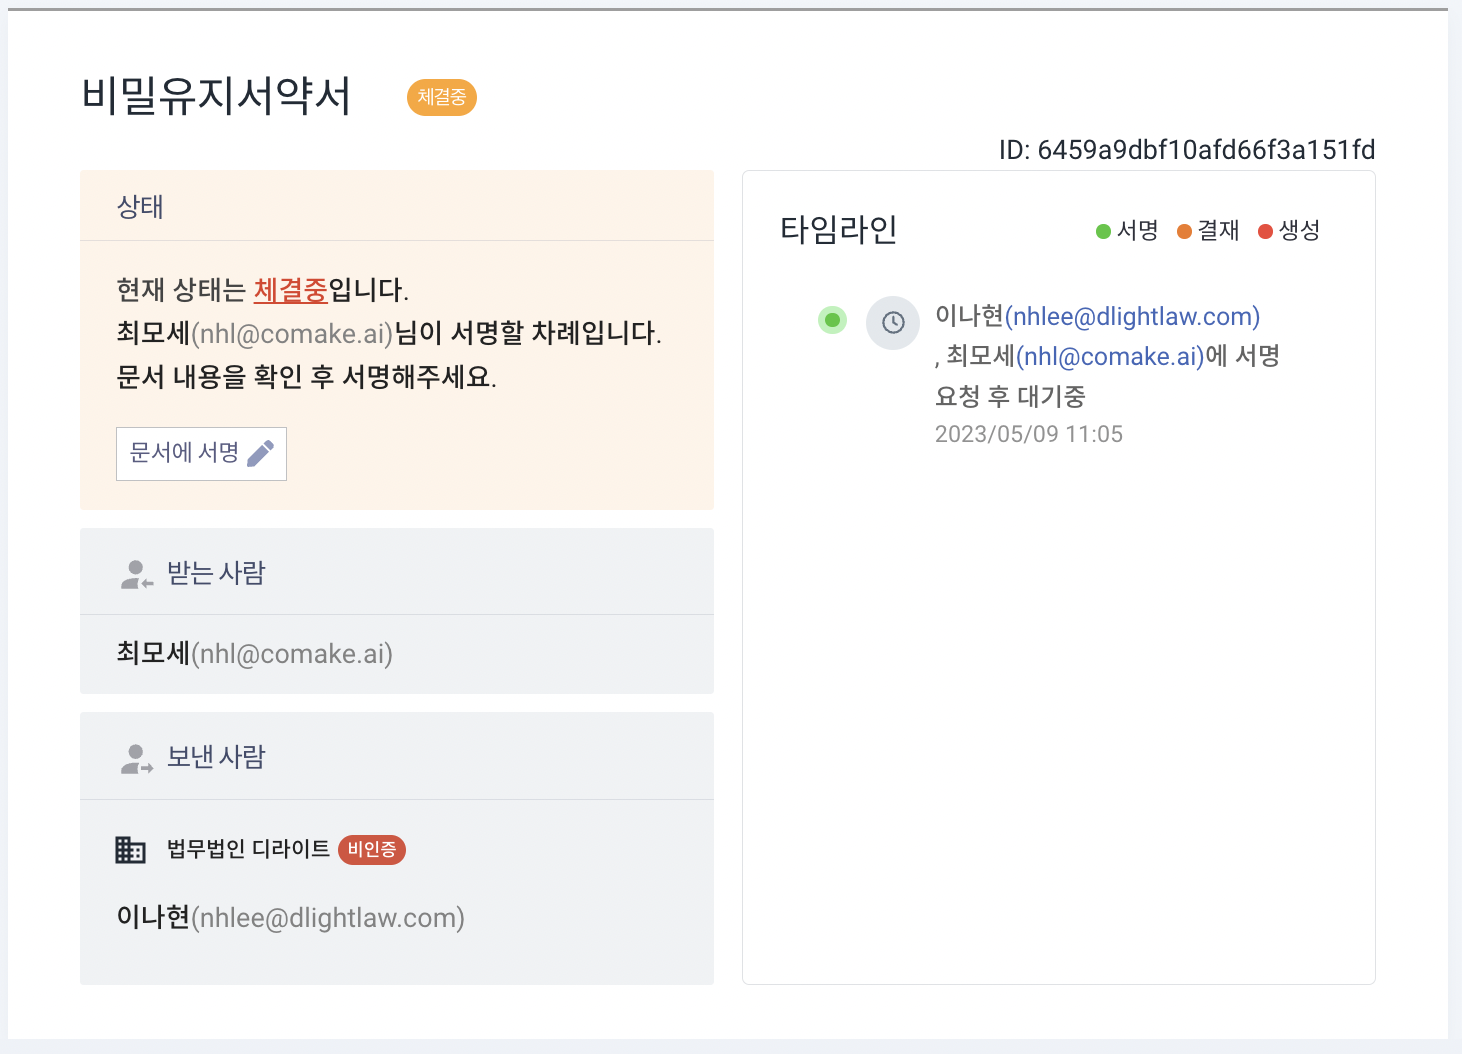 비밀유지서약서
체결중
ID: 6459a9dbf10afd66f3a151fd
상태
현재 상태는 체결중입니다.
최모세(nhl@comake.ai)님이 서명할 차례입니다.
문서 내용을 확인 후 서명해주세요.
문서에 서명
받는 사람
최모세(nhl@comake.ai)
보낸 사람
법무법인 디라이트 비인증
이나현(nhlee@dlightlaw.com)
타임라인
서명 결재 생성
이나현(nhlee@dlightlaw.com)
, 최모세(nhl@comake.ai)에 서명
요청 후 대기중
2023/05/09 11:05